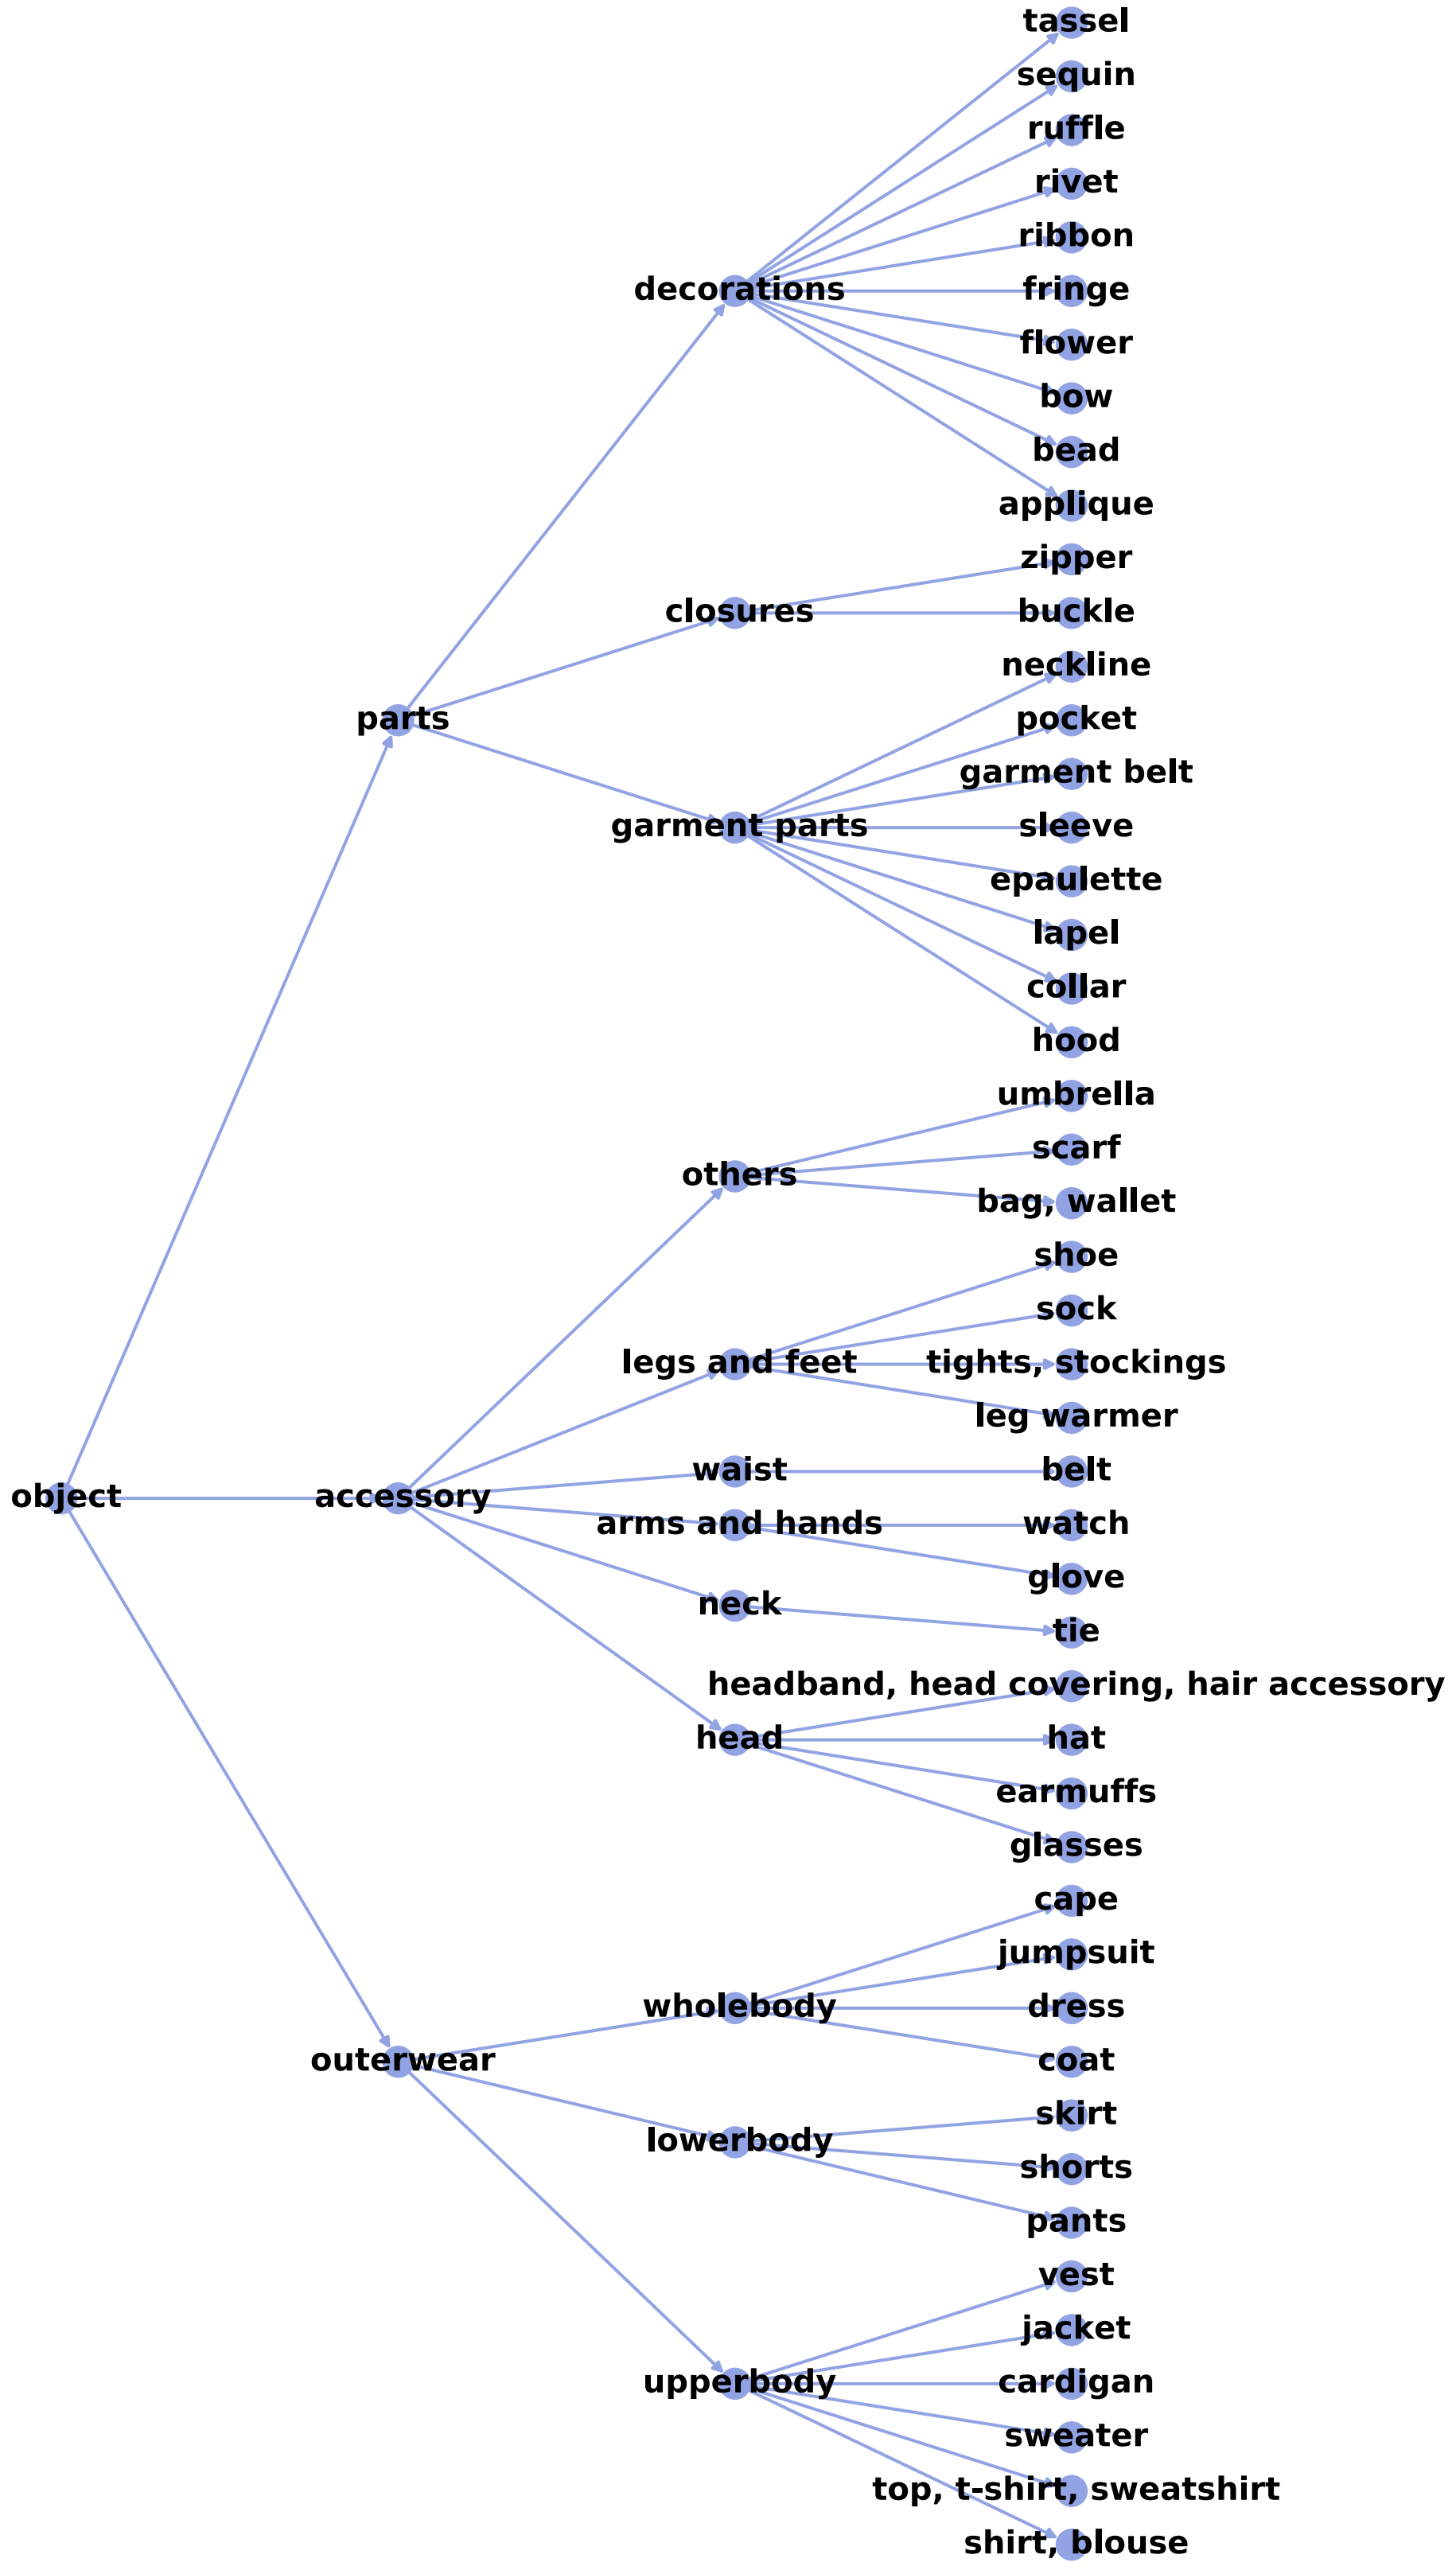 tassel
sequin
ruffle
rivet
ribbon
decorations
fringe
flower
bow
bead
applique
zipper
closures
buckle
neckline
parts
pocket
garment belt
garment parts
sleeve
epaulette
lapel
collar
hood
umbrella
scarf
others
bag, wallet
shoe
sock
legs and feet
tights, stockings
leg warmer
waist
belt
object
accessory
arms and hands
watch
glove
neck
tie
headband, head covering, hair accessory
head
hat
earmuffs
glasses
cape
jumpsuit
wholebody
dress
outerwear
coat
skirt
lowerbody
shorts
pants
vest
jacket
upperbody
cardigan
sweater
top, t-shirt, sweatshirt
shirt, blouse